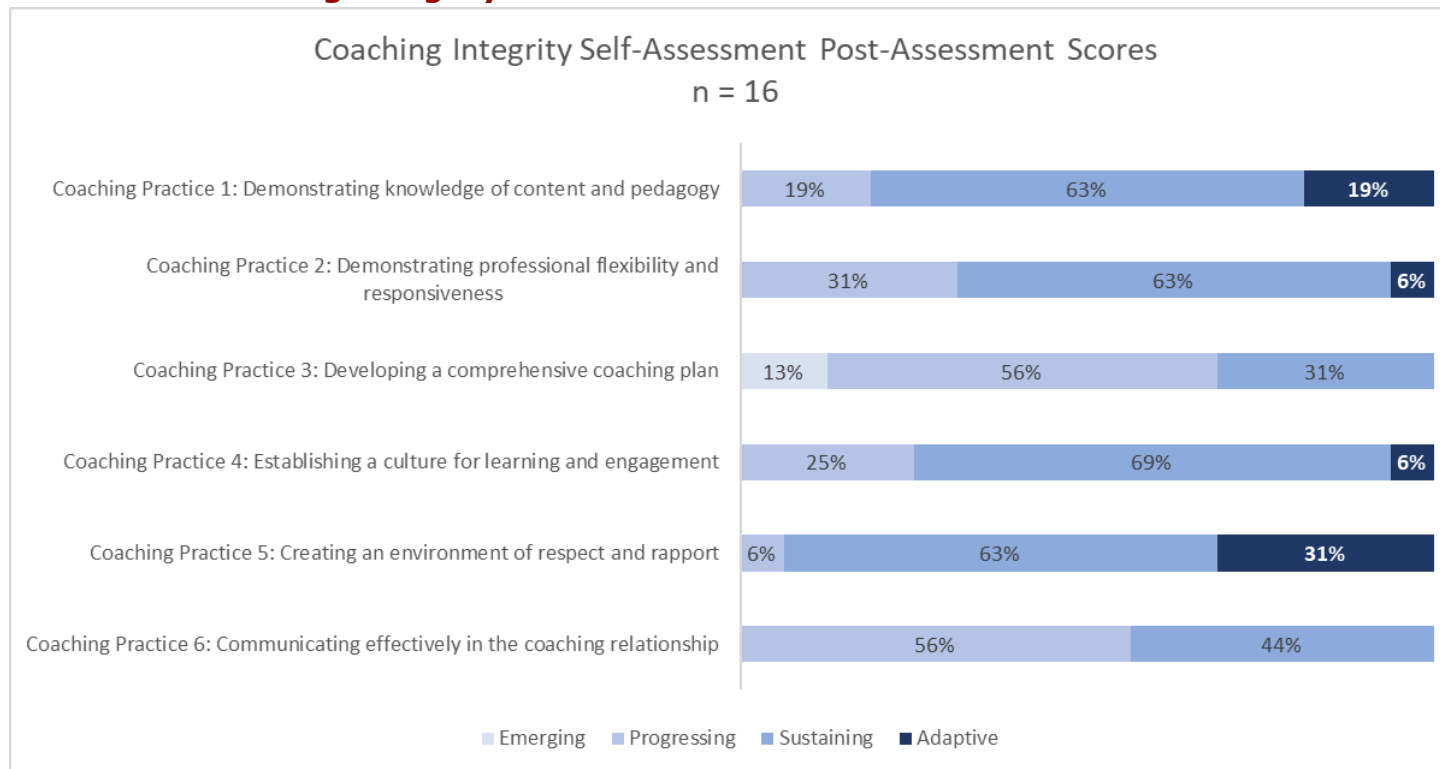 Coaching Integrity Self-Assessment Post-Assessment Scores
n = 16
Coaching Practice 1: Demonstrating knowledge of content and pedagogy
19%
63%
19%
Coaching Practice 2: Demonstrating professional flexibility and
responsiveness
31%
63%
6%
Coaching Practice 3: Developing a comprehensive coaching plan
13%
56%
31%
Coaching Practice 4: Establishing a culture for learning and engagement
25%
69%
6%
Coaching Practice 5: Creating an environment of respect and rapport
6%
63%
31%
Coaching Practice 6: Communicating effectively in the coaching relationship
56%
44%
Emerging
Progressing
Sustaining
Adaptive